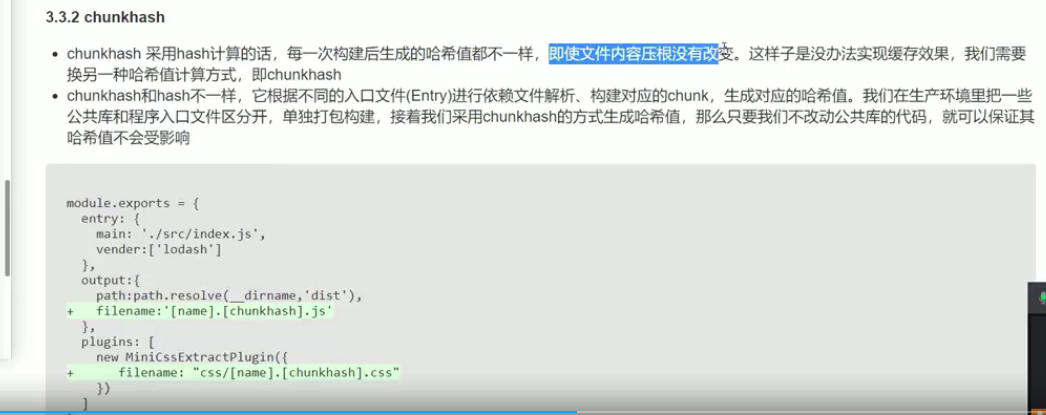 3.3.2 chunkhash
• chunkhash 采用hash计算的话，每一次构建后生成的哈希值都不一样，即使文件内容压根没有改变。这样子是没办法实现缓存效果，我们需要
换另一种哈希值计算方式，即chunkhash
• chunkhash和hash不一样，它根据不同的入口文件(Entry)进行依赖文件解析、构建对应的chunk，生成对应的哈希值。我们在生产环境里把一些
公共库和程序入口文件区分开，单独打包构建，接着我们采用chunkhash的方式生成哈希值，那么只要我们不改动公共库的代码，就可以保证其
哈希值不会受影响
module.exports = {
  entry: {
    main: './src/index.js',
    vender:['lodash']
  },
  output:{
    path:path.resolve(__dirname,'dist'),
+   filename:'[name].[chunkhash].js'
  },
  plugins: [
    new MiniCssExtractPlugin({
+      filename: "css/[name].[chunkhash].css"
    })
  ]